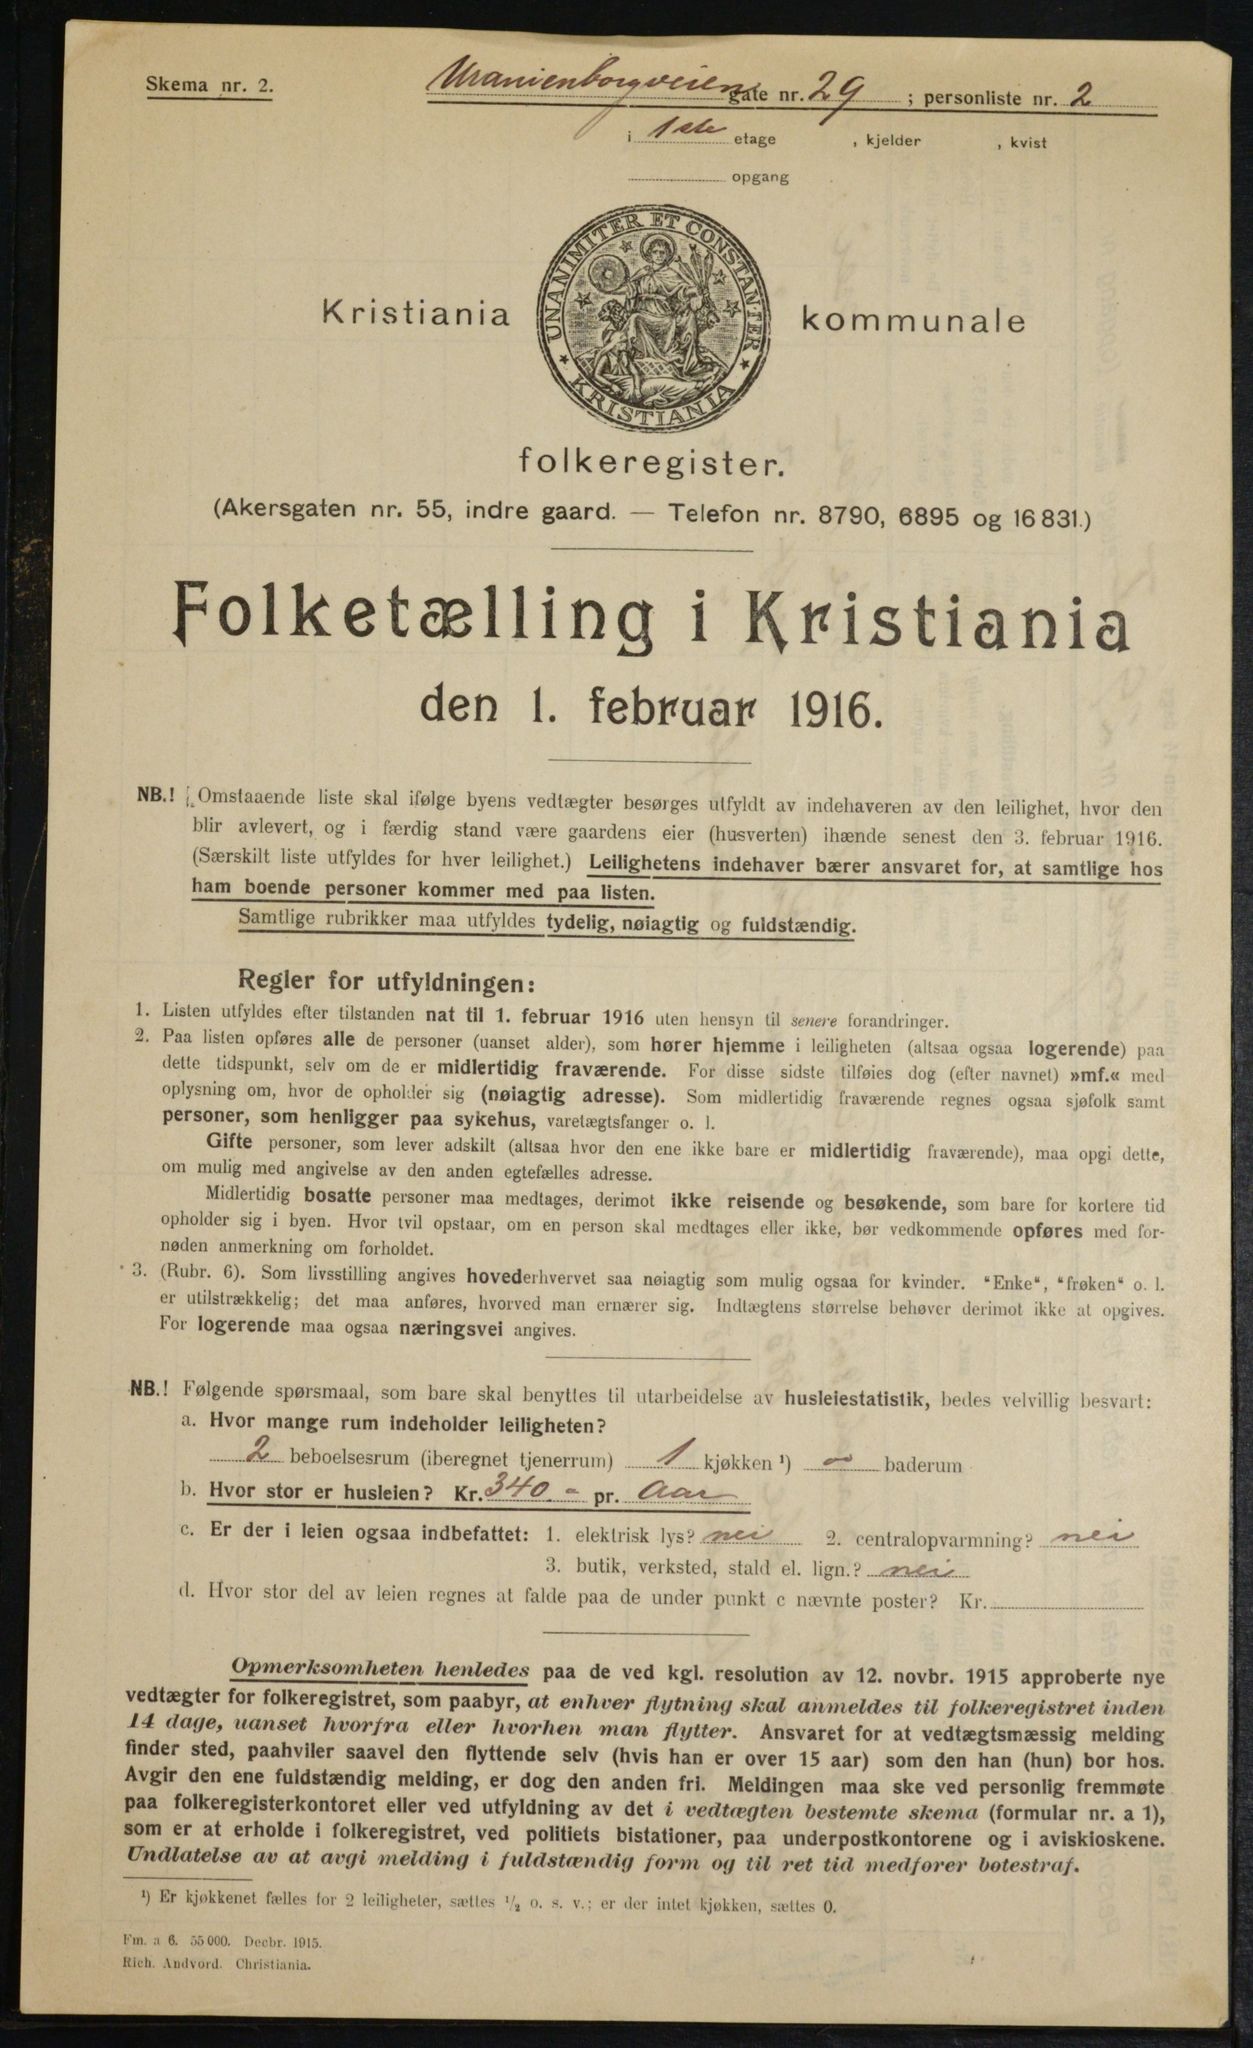 Skema nr. 2.
Uranienborgveien gate nr. 29; personliste nr. 2
i 1ste etage , kjelder , kvist
opgang
UNANIMITER ET CONSTANTER
KRISTIANIA
Kristiania kommunale
folkeregister.
(Akersgaten nr. 55, indre gaard. — Telefon nr. 8790, 6895 og 16 831.)
Folketælling i Kristiania
den 1. februar 1916.
NB.! Omstaaende liste skal ifølge byens vedtægter besørges utfyldt av indehaveren av den leilighet, hvor den
blir avlevert, og i færdig stand være gaardens eier (husverten) ihænde senest den 3. februar 1916.
(Særskilt liste utfyldes for hver leilighet.) Leilighetens indehaver bærer ansvaret for, at samtlige hos
ham boende personer kommer med paa listen.
Samtlige rubrikker maa utfyldes tydelig, nøiagtig og fuldstændig.
Regler for utfyldningen:
1. Listen utfyldes efter tilstanden nat til 1. februar 1916 uten hensyn til senere forandringer.
2. Paa listen opføres alle de personer (uanset alder), som hører hjemme i leiligheten (altsaa ogsaa logerende) paa
dette tidspunkt, selv om de er midlertidig fraværende. For disse sidste tilføies dog (efter navnet) »mf.« med
oplysning om, hvor de opholder sig (nøiagtig adresse). Som midlertidig fraværende regnes ogsaa sjøfolk samt
personer, som henligger paa sykehus, varetægtsfanger o. l.
Gifte personer, som lever adskilt (altsaa hvor den ene ikke bare er midlertidig fraværende), maa opgi dette,
om mulig med angivelse av den anden egtefælles adresse.
Midlertidig bosatte personer maa medtages, derimot ikke reisende og besøkende, som bare for kortere tid
opholder sig i byen. Hvor tvil opstaar, om en person skal medtages eller ikke, bør vedkommende opføres med for-
nøden anmerkning om forholdet.
3. (Rubr. 6). Som livsstilling angives hovederhvervet saa nøiagtig som mulig ogsaa for kvinder. "Enke", "frøken" o. l.
er utilstrækkelig; det maa anføres, hvorved man ernærer sig. Indtægtens størrelse behøver derimot ikke at opgives.
For logerende maa ogsaa næringsvei angives.
NB.! Følgende spørsmaal, som bare skal benyttes til utarbeidelse av husleiestatistik, bedes velvillig besvart:
a. Hvor mange rum indeholder leiligheten?
2 beboelsesrum (iberegnet tjenerrum) 1 kjøkken ¹) baderum
b. Hvor stor er husleien? Kr. 340 - pr. Aar
c. Er der i leien ogsaa indbefattet: 1. elektrisk lys? nei 2. centralopvarmning? nei
3. butik, verksted, stald el. lign.? nei
d. Hvor stor del av leien regnes at falde paa de under punkt c nævnte poster? Kr.
Opmerksomheten henledes paa de ved kgl. resolution av 12. novbr. 1915 approberte nye
vedtægter for folkeregistret, som paabyr, at enhver flytning skal anmeldes til folkeregistret inden
14 dage, uanset hvorfra eller hvorhen man flytter. Ansvaret for at vedtægtsmæssig melding
finder sted, paahviler saavel den flyttende selv (hvis han er over 15 aar) som den han (hun) bor hos.
Avgir den ene fuldstændig melding, er dog den anden fri. Meldingen maa ske ved personlig fremmøte
paa folkeregisterkontoret eller ved utfyldning av det i vedtægten bestemte skema (formular nr. a 1),
som er at erholde i folkeregistret, ved politiets bistationer, paa underpostkontorene og i aviskioskene.
Undlatelse av at avgi melding i fuldstændig form og til ret tid medfører bøtestraf.
¹) Er kjøkkenet fælles for 2 leiligheter, sættes ½ o. s. v.; er der intet kjøkken, sættes 0.
Fm. a 6. 55 000. Decbr. 1915.
Rich. Andvord. Christiania.